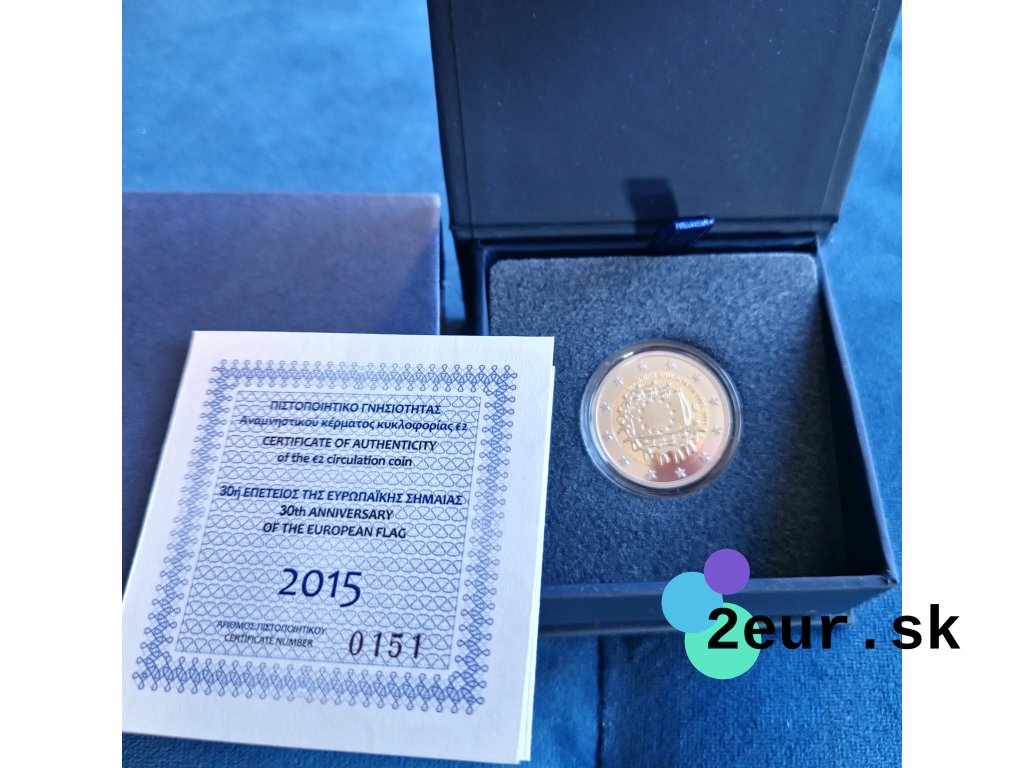 ΠΙΣΤΟΠΟΙΗΤΙΚΟ ΓΝΗΣΙΟΤΗΤΑΣ
Αναμνηστικού κέρματος κυκλοφορίας €2
CERTIFICATE OF AUTHENTICITY
of the €2 circulation coin
30ή ΕΠΕΤΕΙΟΣ ΤΗΣ ΕΥΡΩΠΑΪΚΗΣ ΣΗΜΑΙΑΣ
30th ANNIVERSARY
OF THE EUROPEAN FLAG
2015
ΑΡΙΘΜΟΣ ΠΙΣΤΟΠΟΙΗΤΙΚΟΥ
CERTIFICATE NUMBER 0151
2eur.sk